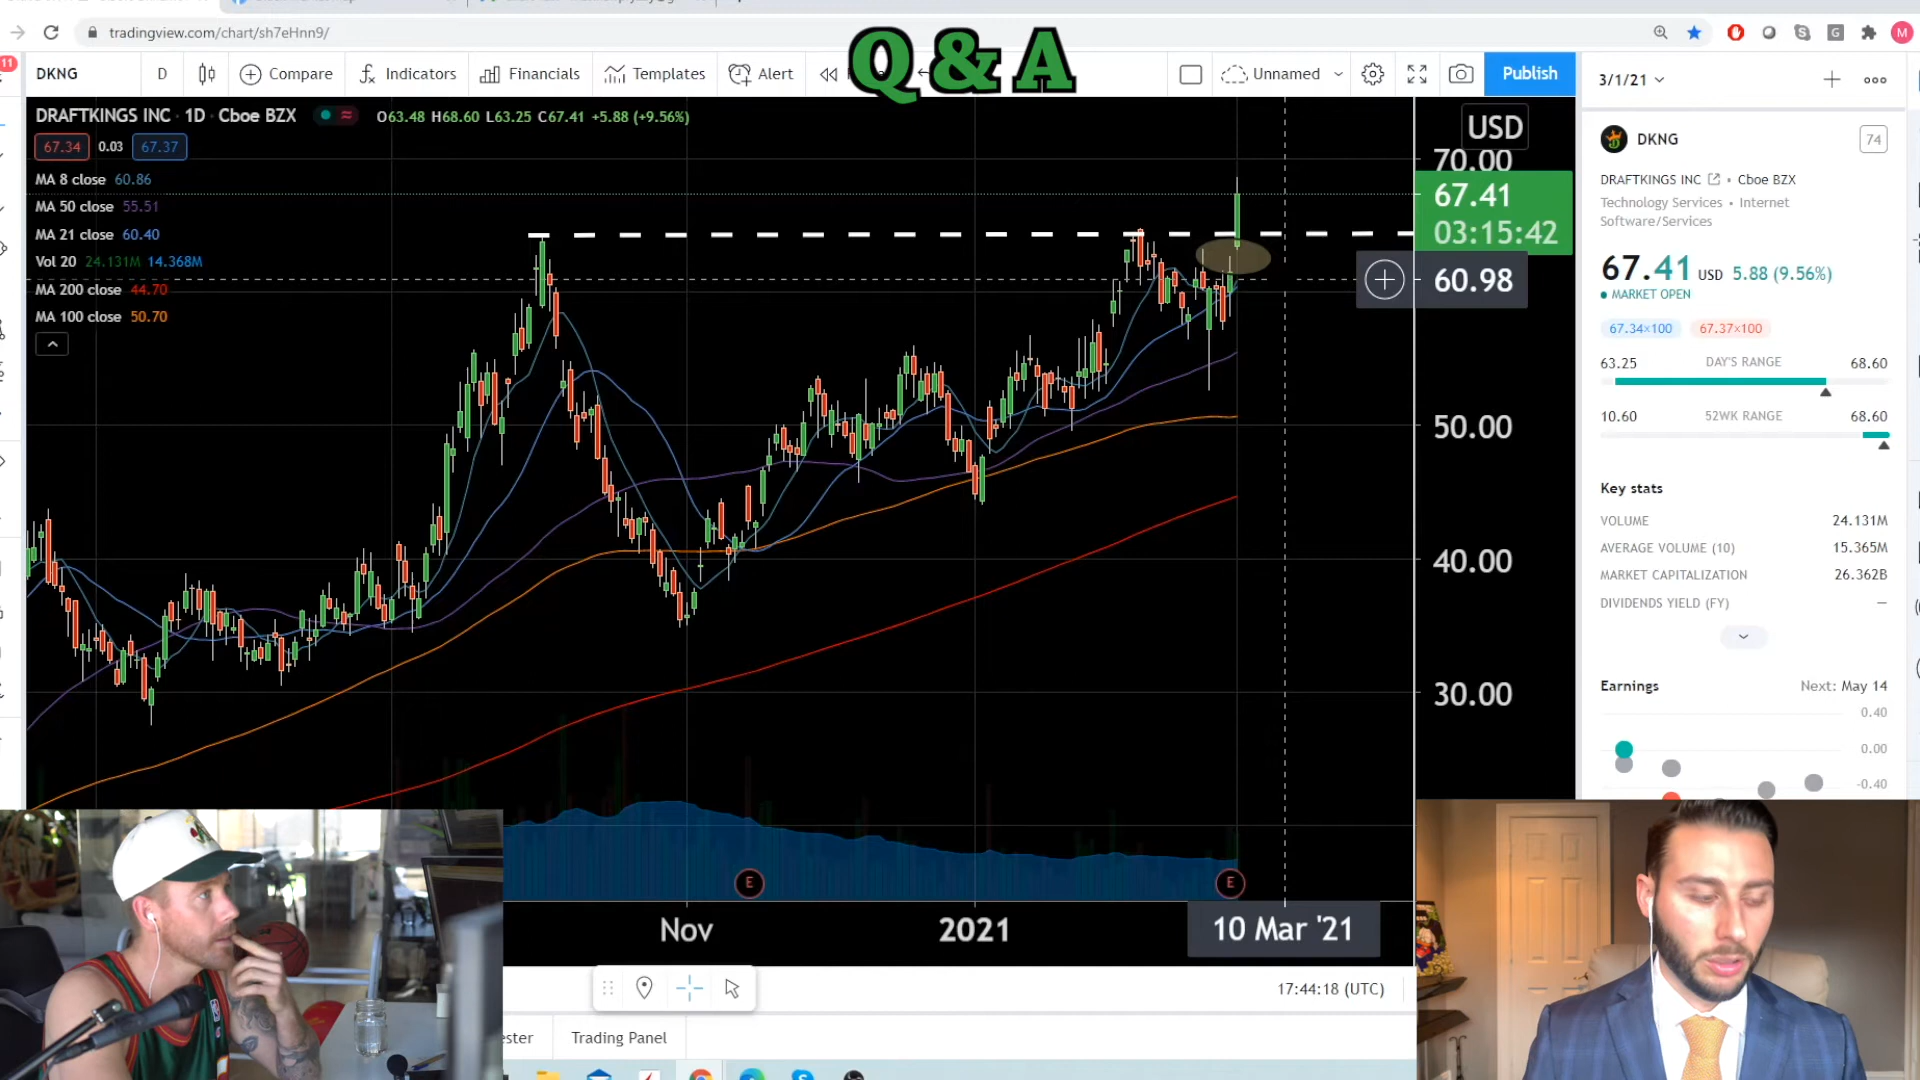 tradingview.com/chart/sh7eHnn9/
M
Q & A
11
DKNG
D
Compare
Indicators
Financials
Templates
Alert
Unnamed
Publish
3/1/21
DRAFTKINGS INC · 1D · Cboe BZX
O63.48 H68.60 L63.25 C67.41 +5.88 (+9.56%)
67.34 0.03 67.37
MA 8 close 60.86
MA 50 close 55.51
MA 21 close 60.40
Vol 20 24.131M 14.368M
MA 200 close 44.70
MA 100 close 50.70
USD
70.00
67.41
03:15:42
60.98
50.00
40.00
30.00
E
E
Nov
2021
10 Mar '21
17:44:18 (UTC)
ester
Trading Panel
DKNG
74
DRAFTKINGS INC • Cboe BZX
Technology Services • Internet
Software/Services
67.41 USD 5.88 (9.56%)
MARKET OPEN
67.34×100 67.37×100
63.25 DAY'S RANGE 68.60
10.60 52WK RANGE 68.60
Key stats
VOLUME 24.131M
AVERAGE VOLUME (10) 15.365M
MARKET CAPITALIZATION 26.362B
DIVIDENDS YIELD (FY) —
Earnings Next: May 14
0.40
0.00
-0.40